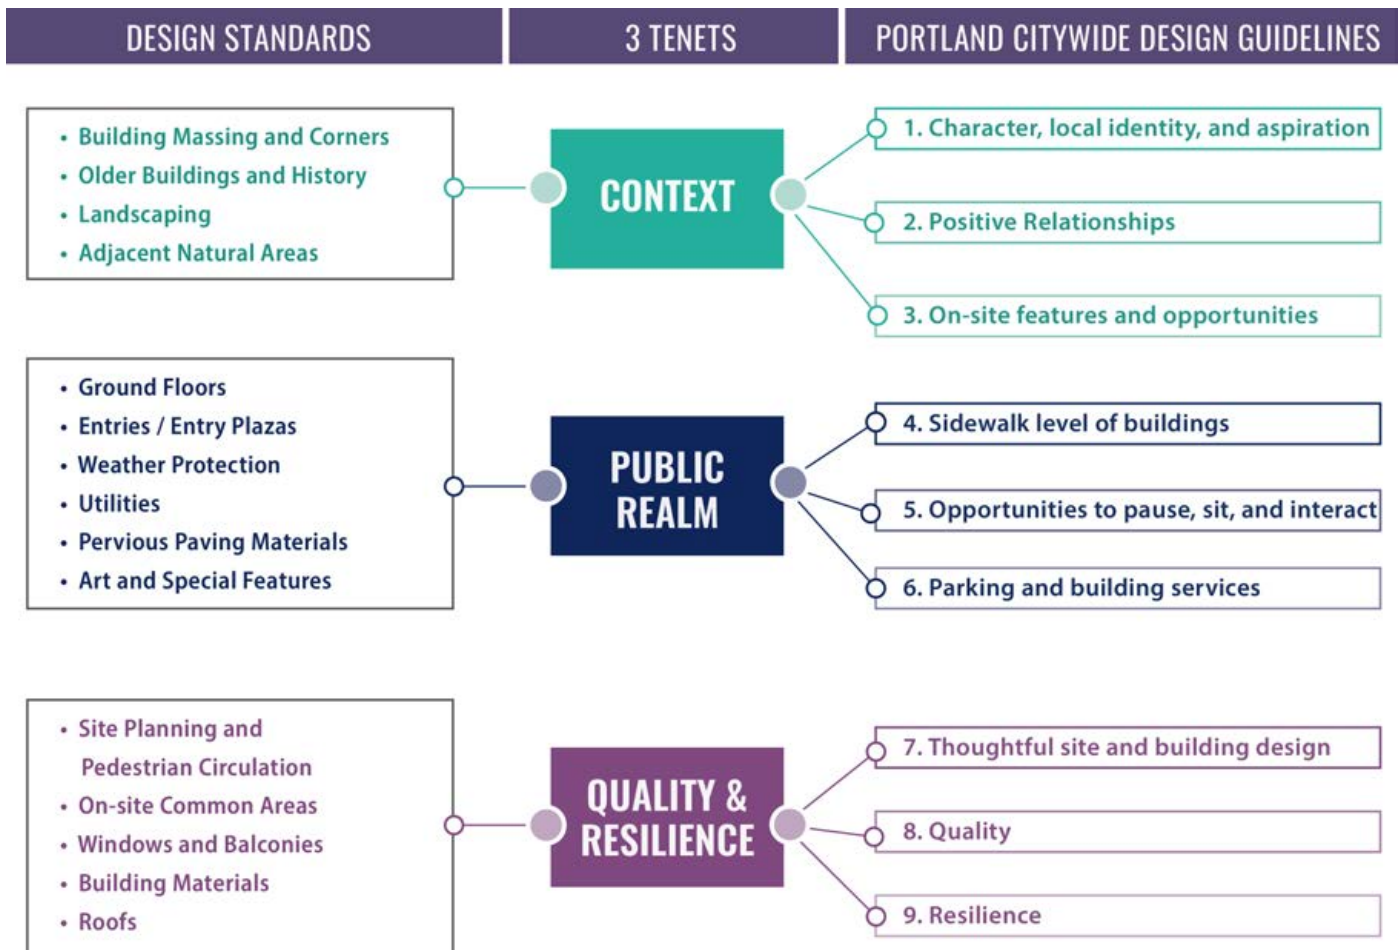 DESIGN STANDARDS
3 TENETS
PORTLAND CITYWIDE DESIGN GUIDELINES
• Building Massing and Corners
• Older Buildings and History
• Landscaping
• Adjacent Natural Areas
CONTEXT
1. Character, local identity, and aspiration
2. Positive Relationships
3. On-site features and opportunities
• Ground Floors
• Entries / Entry Plazas
• Weather Protection
• Utilities
• Pervious Paving Materials
• Art and Special Features
PUBLIC
REALM
4. Sidewalk level of buildings
5. Opportunities to pause, sit, and interact
6. Parking and building services
• Site Planning and
Pedestrian Circulation
• On-site Common Areas
• Windows and Balconies
• Building Materials
• Roofs
QUALITY &
RESILIENCE
7. Thoughtful site and building design
8. Quality
9. Resilience